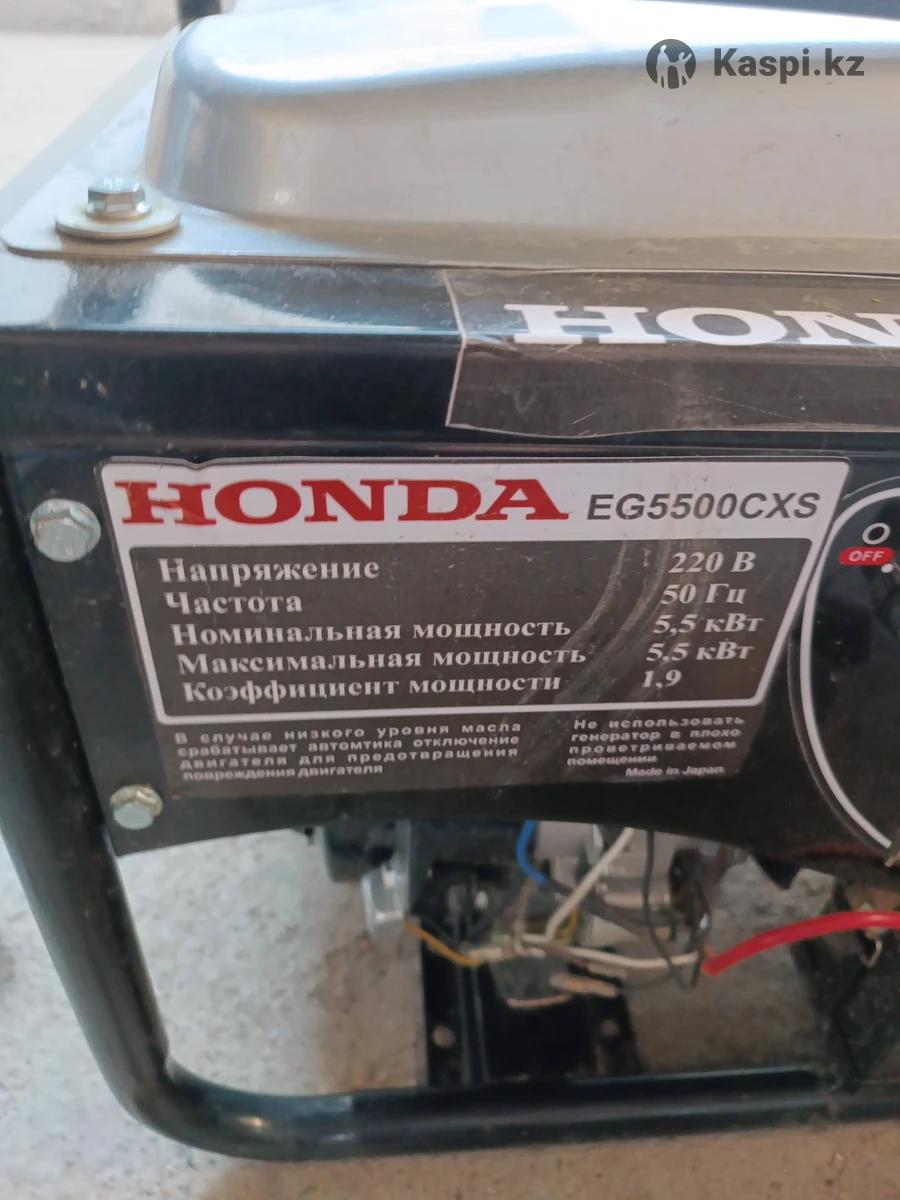 Kaspi.kz
HON
HONDA EG5500CXS
OFF
Напряжение 220 В
Частота 50 Гц
Номинальная мощность 5,5 кВт
Максимальная мощность 5,5 кВт
Коэффициент мощности 1,9
В случае низкого уровня масла
срабатывает автомтика отключение
двигателя для предотвращения
повреждения двигателя
Не использовать
генератор в плохо
проветриваемом
помещении
Made in Japan